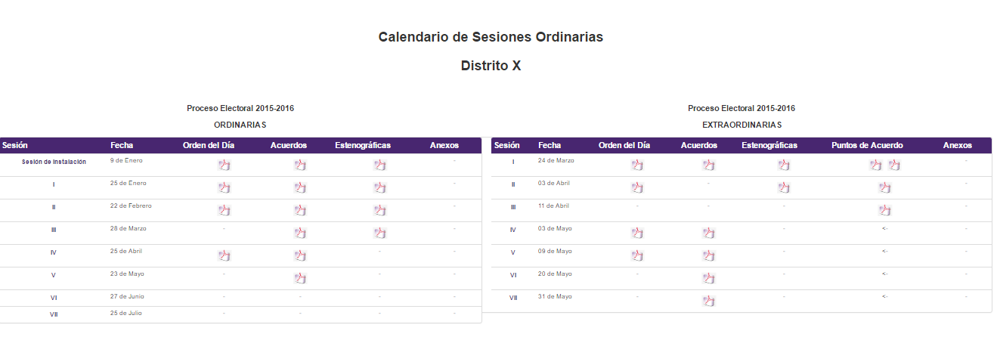 Calendario de Sesiones Ordinarias
Distrito X
Proceso Electoral 2015-2016
ORDINARIAS
Sesión Fecha Orden del Día Acuerdos Estenográficas Anexos
Sesión de Instalación 9 de Enero -
I 25 de Enero -
II 22 de Febrero -
III 28 de Marzo - -
IV 25 de Abril - -
V 23 de Mayo - - -
VI 27 de Junio - - - -
VII 25 de Julio - - - -
Proceso Electoral 2015-2016
EXTRAORDINARIAS
Sesión Fecha Orden del Día Acuerdos Estenográficas Puntos de Acuerdo Anexos
I 24 de Marzo -
II 03 de Abril - -
III 11 de Abril - - - -
IV 03 de Mayo - <- -
V 09 de Mayo - <- -
VI 20 de Mayo - - <- -
VII 31 de Mayo - - <- -